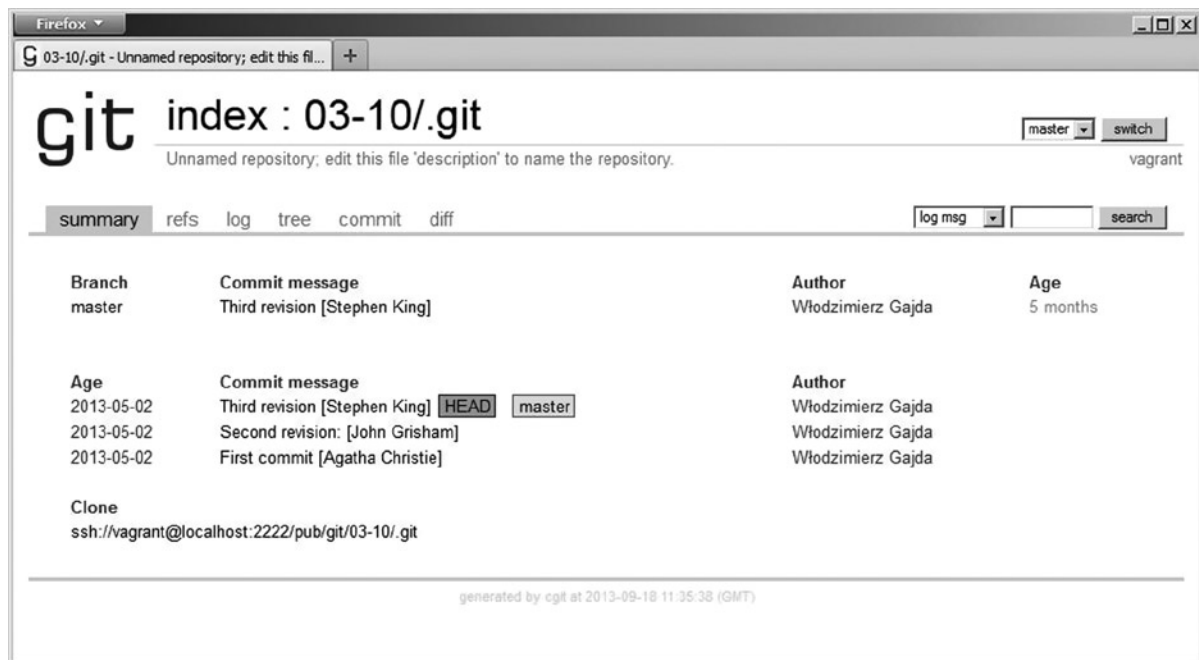 Firefox
03-10/.git - Unnamed repository; edit this fil... +
git index : 03-10/.git
master switch
Unnamed repository; edit this file 'description' to name the repository. vagrant
summary refs log tree commit diff log msg search
Branch Commit message Author Age
master Third revision [Stephen King] Włodzimierz Gajda 5 months
Age Commit message Author
2013-05-02 Third revision [Stephen King] HEAD master Włodzimierz Gajda
2013-05-02 Second revision: [John Grisham] Włodzimierz Gajda
2013-05-02 First commit [Agatha Christie] Włodzimierz Gajda
Clone
ssh://vagrant@localhost:2222/pub/git/03-10/.git
generated by cgit at 2013-09-18 11:35:38 (GMT)